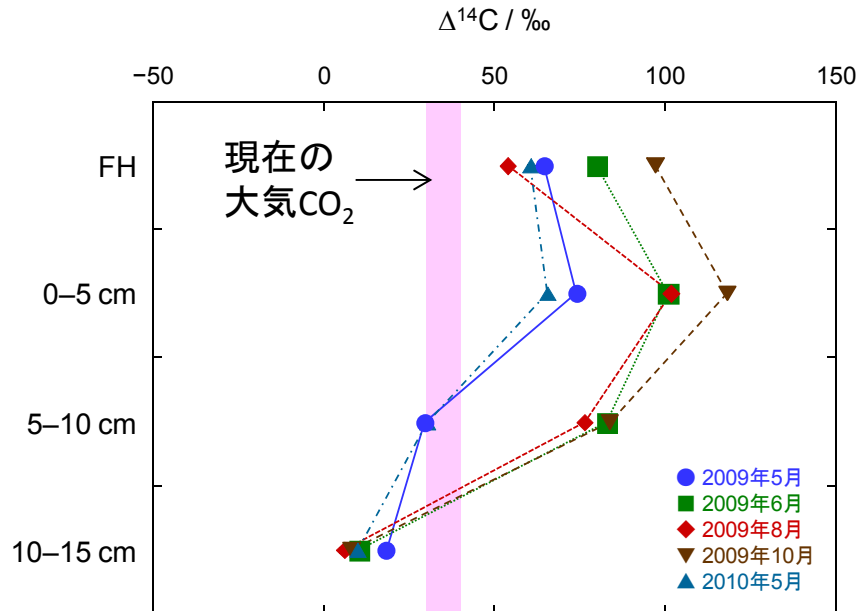 Δ¹⁴C / ‰
−50 0 50 100 150
現在の
大気CO₂
FH
0–5 cm
5–10 cm
10–15 cm
2009年5月
2009年6月
2009年8月
2009年10月
2010年5月